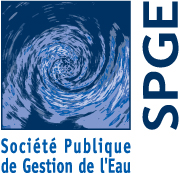 SPGE
Société Publique
de Gestion de l'Eau